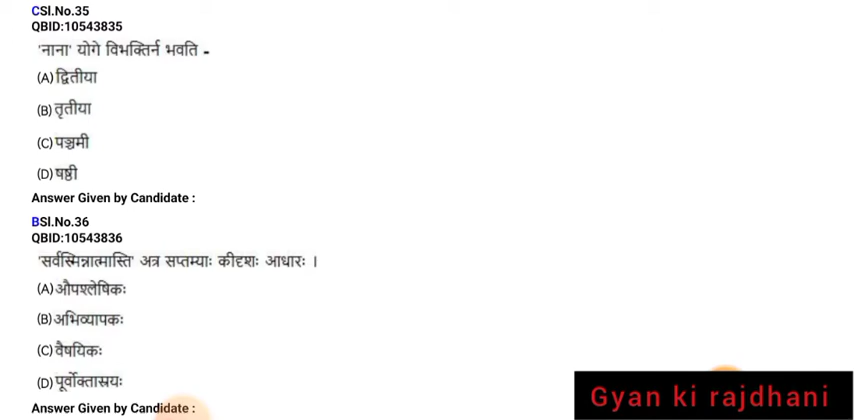 CSl.No.35
QBID:10543835
'नाना' योगे विभक्तिर्न भवति -
(A) द्वितीया
(B) तृतीया
(C) पञ्चमी
(D) षष्ठी
Answer Given by Candidate :
BSl.No.36
QBID:10543836
'सर्वस्मिन्नात्मास्ति' अत्र सप्तम्याः कीदृशः आधारः ।
(A) औपश्लेषिकः
(B) अभिव्यापकः
(C) वैषयिकः
(D) पूर्वोक्तास्त्रयः
Answer Given by Candidate :
Gyan ki rajdhani